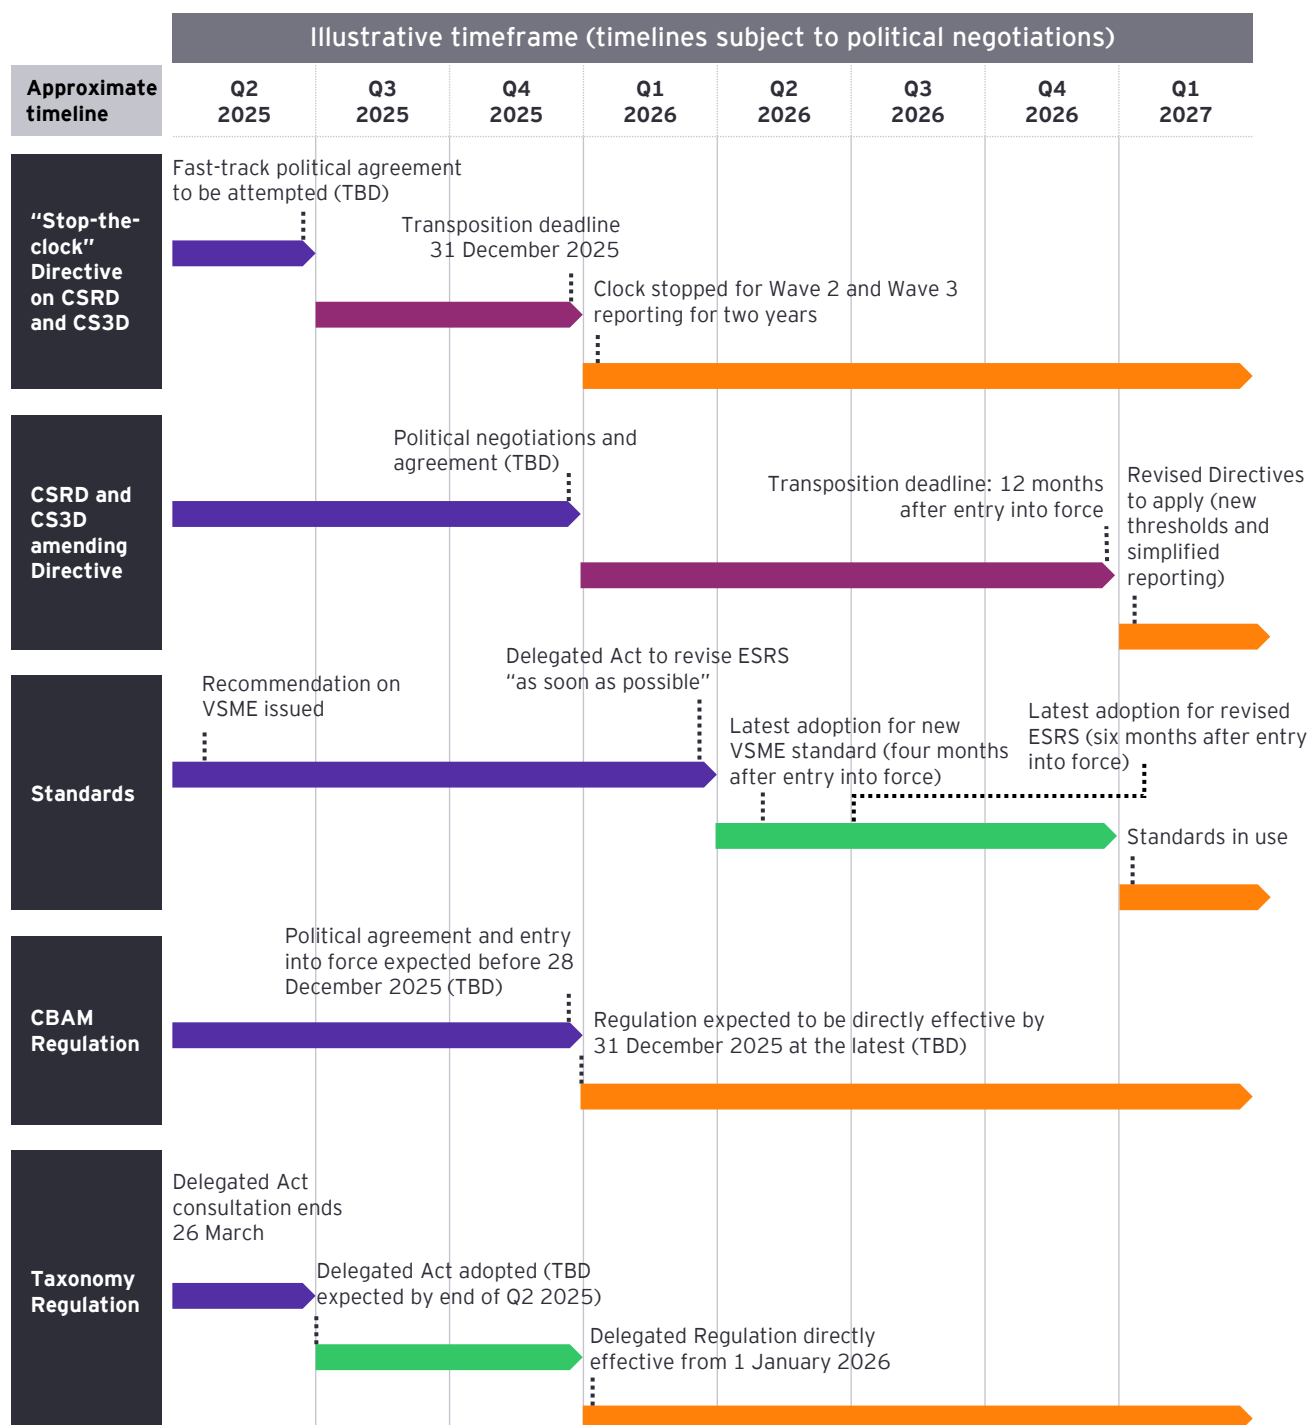 Illustrative timeframe (timelines subject to political negotiations)
Approximate
timeline
Q2
2025
Q3
2025
Q4
2025
Q1
2026
Q2
2026
Q3
2026
Q4
2026
Q1
2027
“Stop-the-
clock”
Directive
on CSRD
and CS3D
Fast-track political agreement
to be attempted (TBD)
Transposition deadline
31 December 2025
Clock stopped for Wave 2 and Wave 3
reporting for two years
CSRD and
CS3D
amending
Directive
Political negotiations and
agreement (TBD)
Transposition deadline: 12 months
after entry into force
Revised Directives
to apply (new
thresholds and
simplified
reporting)
Standards
Recommendation on
VSME issued
Delegated Act to revise ESRS
“as soon as possible”
Latest adoption for new
VSME standard (four months
after entry into force)
Latest adoption for revised
ESRS (six months after entry
into force)
Standards in use
CBAM
Regulation
Political agreement and entry
into force expected before 28
December 2025 (TBD)
Regulation expected to be directly effective by
31 December 2025 at the latest (TBD)
Taxonomy
Regulation
Delegated Act
consultation ends
26 March
Delegated Act adopted (TBD
expected by end of Q2 2025)
Delegated Regulation directly
effective from 1 January 2026